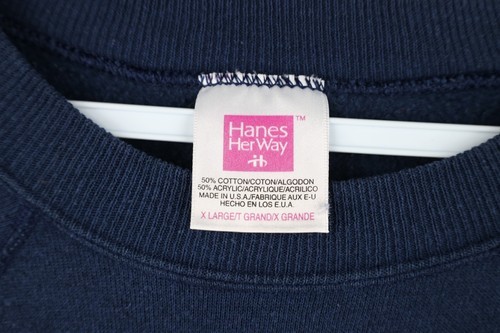 Hanes
Her Way
™
50% COTTON/COTON/ALGODON
50% ACRYLIC/ACRYLIQUE/ACRILICO
MADE IN U.S.A./FABRIQUE AUX E-U
HECHO EN LOS E.U.A.
X LARGE/T GRAND/X GRANDE